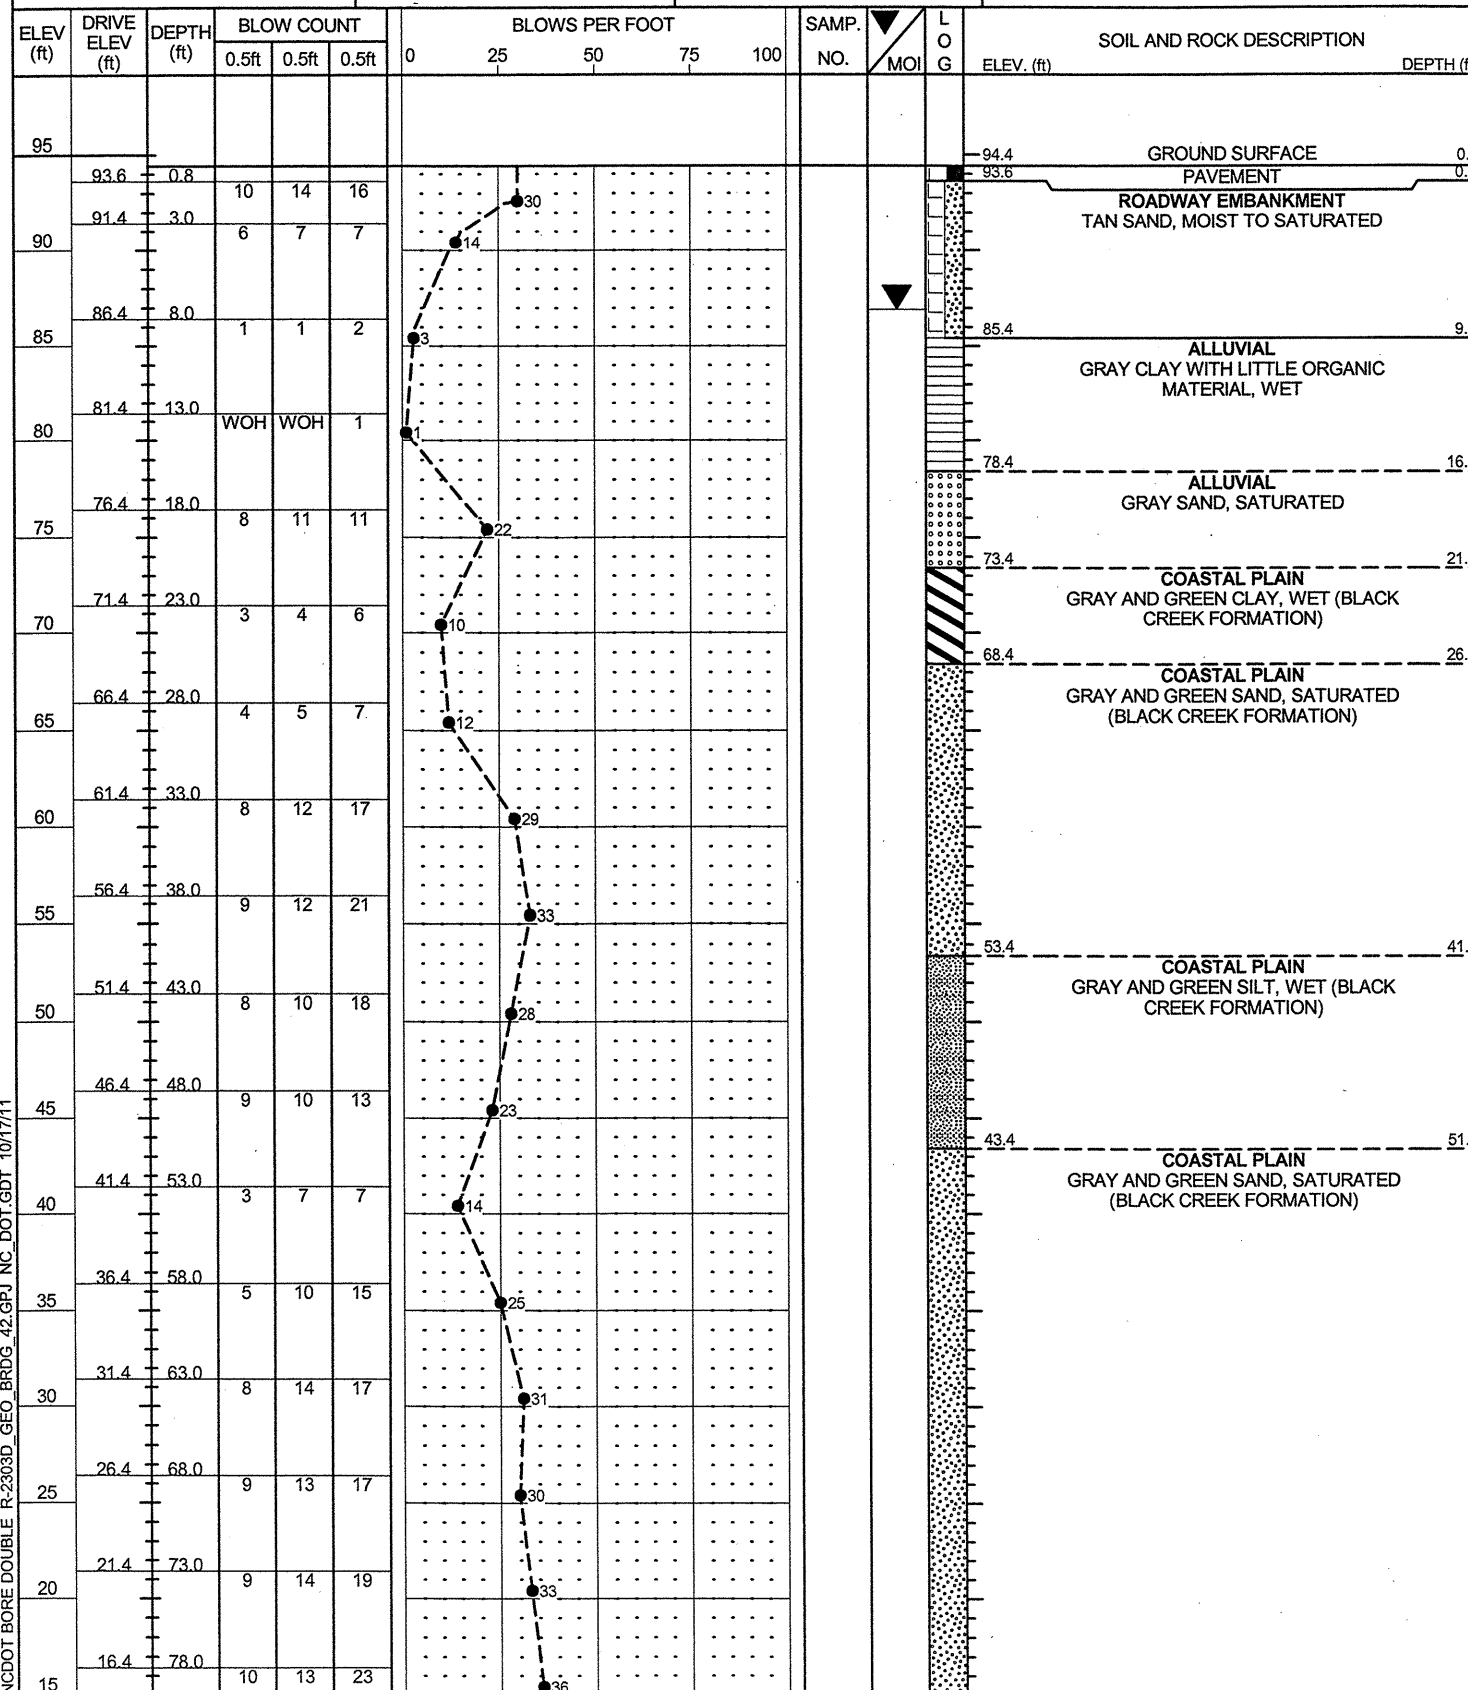 ELEV (ft) DRIVE ELEV (ft) DEPTH (ft) BLOW COUNT BLOWS PER FOOT SAMP. NO. MOI LOG SOIL AND ROCK DESCRIPTION
0.5ft 0.5ft 0.5ft 0 25 50 75 100 ELEV. (ft) DEPTH (f
95
94.4 GROUND SURFACE 0.
93.6 0.8 93.6 PAVEMENT 0.
10 14 16 30
ROADWAY EMBANKMENT
TAN SAND, MOIST TO SATURATED
91.4 3.0
6 7 7 14
90
86.4 8.0
1 1 2 3
85
85.4 9.
ALLUVIAL
GRAY CLAY WITH LITTLE ORGANIC
MATERIAL, WET
81.4 13.0
WOH WOH 1 1
80
78.4 16.
ALLUVIAL
GRAY SAND, SATURATED
76.4 18.0
8 11 11 22
75
73.4 21.
COASTAL PLAIN
GRAY AND GREEN CLAY, WET (BLACK
CREEK FORMATION)
71.4 23.0
3 4 6 10
70
68.4 26.
COASTAL PLAIN
GRAY AND GREEN SAND, SATURATED
(BLACK CREEK FORMATION)
66.4 28.0
4 5 7 12
65
61.4 33.0
8 12 17 29
60
56.4 38.0
9 12 21 33
55
53.4 41.
COASTAL PLAIN
GRAY AND GREEN SILT, WET (BLACK
CREEK FORMATION)
51.4 43.0
8 10 18 28
50
46.4 48.0
9 10 13 23
45
43.4 51.
COASTAL PLAIN
GRAY AND GREEN SAND, SATURATED
(BLACK CREEK FORMATION)
41.4 53.0
3 7 7 14
40
36.4 58.0
5 10 15 25
35
31.4 63.0
8 14 17 31
30
26.4 68.0
9 13 17 30
25
21.4 73.0
9 14 19 33
20
16.4 78.0
10 13 23 36
15
NCDOT BORE DOUBLE R-2303D_GEO_BRDG_42.GPJ NC_DOT.GDT 10/17/11